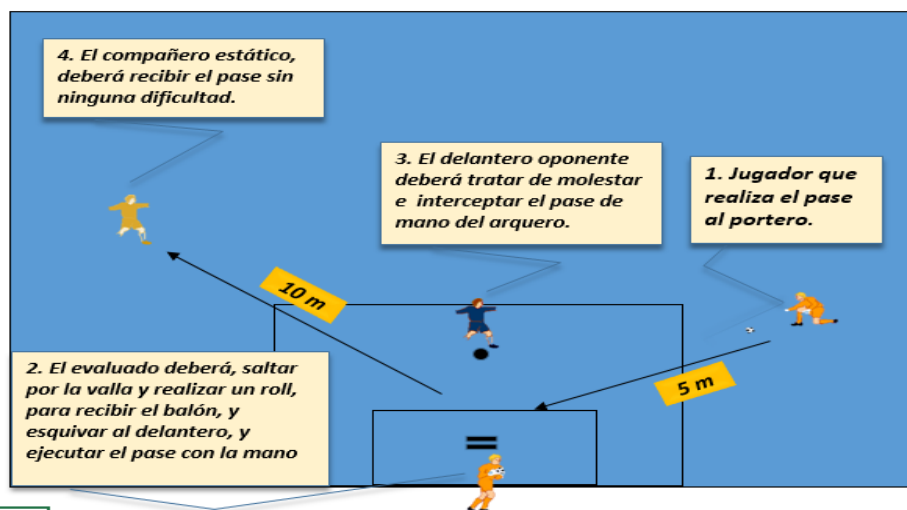 4. El compañero estático,
deberá recibir el pase sin
ninguna dificultad.
3. El delantero oponente
deberá tratar de molestar
e interceptar el pase de
mano del arquero.
1. Jugador que
realiza el pase
al portero.
10 m
2. El evaluado deberá, saltar
por la valla y realizar un roll,
para recibir el balón, y
esquivar al delantero, y
ejecutar el pase con la mano
5 m